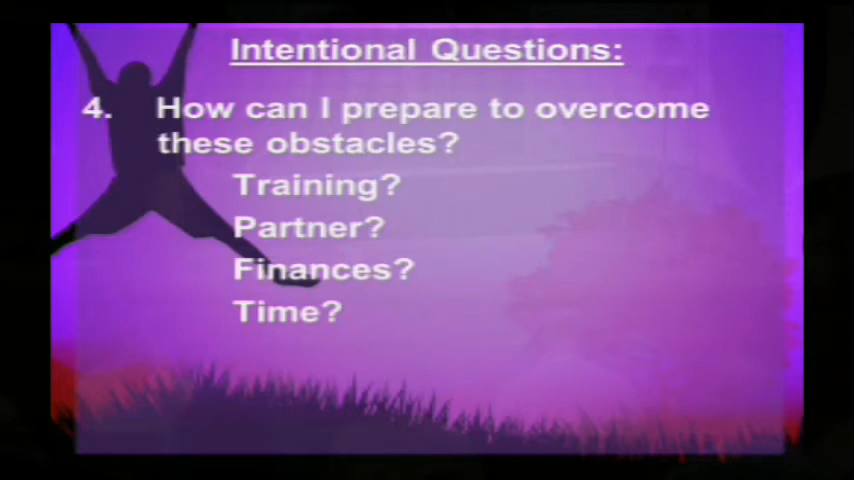 Intentional Questions:
4. How can I prepare to overcome
these obstacles?
Training?
Partner?
Finances?
Time?